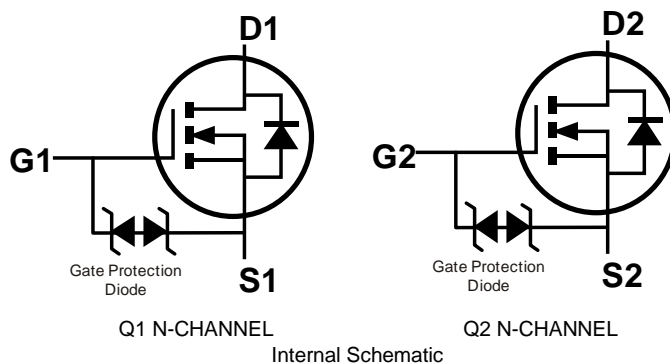 D1
D2
G1
G2
Gate Protection
Diode
Gate Protection
Diode
S1
S2
Q1 N-CHANNEL
Q2 N-CHANNEL
Internal Schematic